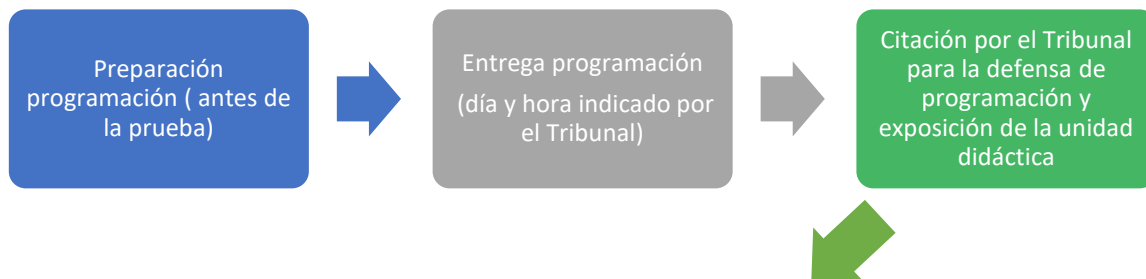 Preparación
programación ( antes de
la prueba)
Entrega programación
(día y hora indicado por
el Tribunal)
Citación por el Tribunal
para la defensa de
programación y
exposición de la unidad
didáctica